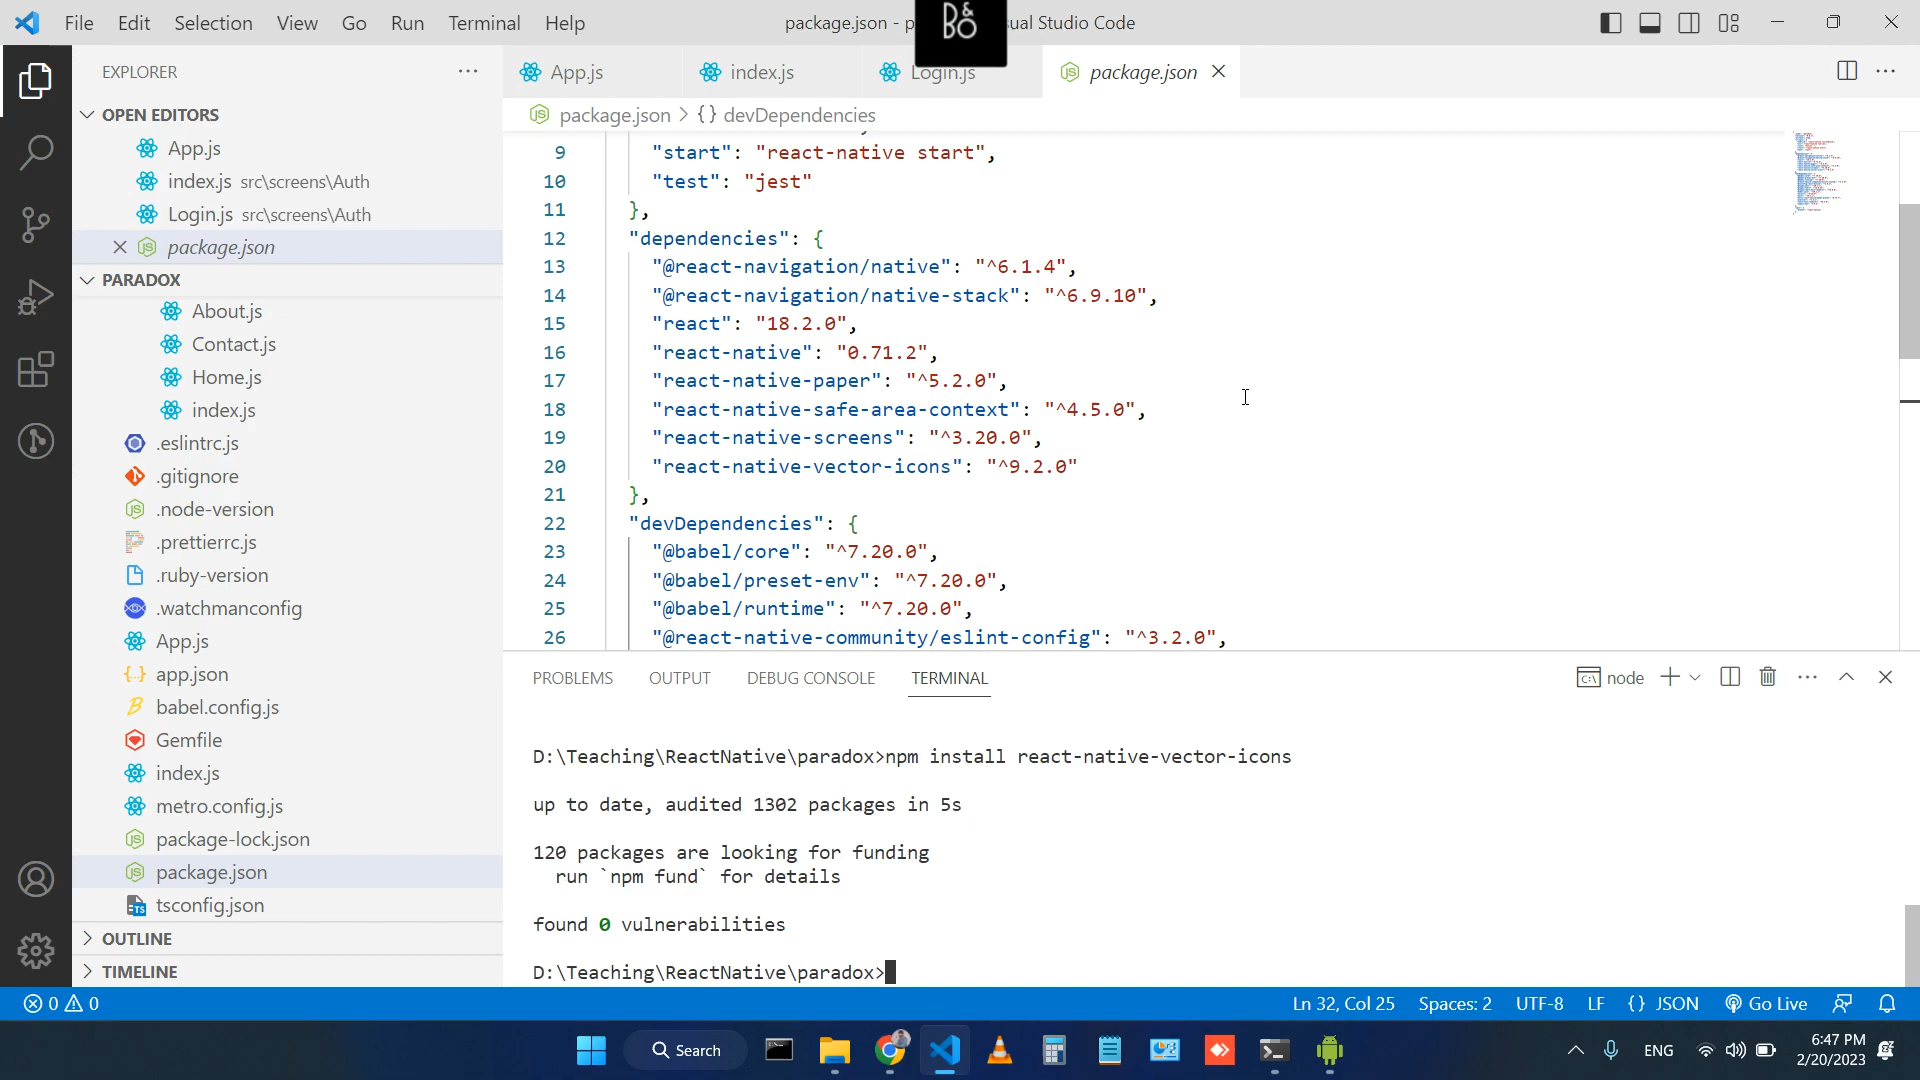 File Edit Selection View Go Run Terminal Help
package.json - p
sual Studio Code
B&O
EXPLORER
OPEN EDITORS
App.js
index.js src\screens\Auth
Login.js src\screens\Auth
package.json
PARADOX
About.js
Contact.js
Home.js
index.js
.eslintrc.js
.gitignore
.node-version
.prettierrc.js
.ruby-version
.watchmanconfig
App.js
app.json
babel.config.js
Gemfile
index.js
metro.config.js
package-lock.json
package.json
tsconfig.json
OUTLINE
TIMELINE
App.js index.js Login.js package.json
package.json > {} devDependencies
9 "start": "react-native start",
10 "test": "jest"
11 },
12 "dependencies": {
13 "@react-navigation/native": "^6.1.4",
14 "@react-navigation/native-stack": "^6.9.10",
15 "react": "18.2.0",
16 "react-native": "0.71.2",
17 "react-native-paper": "^5.2.0",
18 "react-native-safe-area-context": "^4.5.0",
19 "react-native-screens": "^3.20.0",
20 "react-native-vector-icons": "^9.2.0"
21 },
22 "devDependencies": {
23 "@babel/core": "^7.20.0",
24 "@babel/preset-env": "^7.20.0",
25 "@babel/runtime": "^7.20.0",
26 "@react-native-community/eslint-config": "^3.2.0",
PROBLEMS OUTPUT DEBUG CONSOLE TERMINAL node
D:\Teaching\ReactNative\paradox>npm install react-native-vector-icons
up to date, audited 1302 packages in 5s
120 packages are looking for funding
run `npm fund` for details
found 0 vulnerabilities
D:\Teaching\ReactNative\paradox>
0 0 Ln 32, Col 25 Spaces: 2 UTF-8 LF {} JSON Go Live
Search
ENG
6:47 PM
2/20/2023